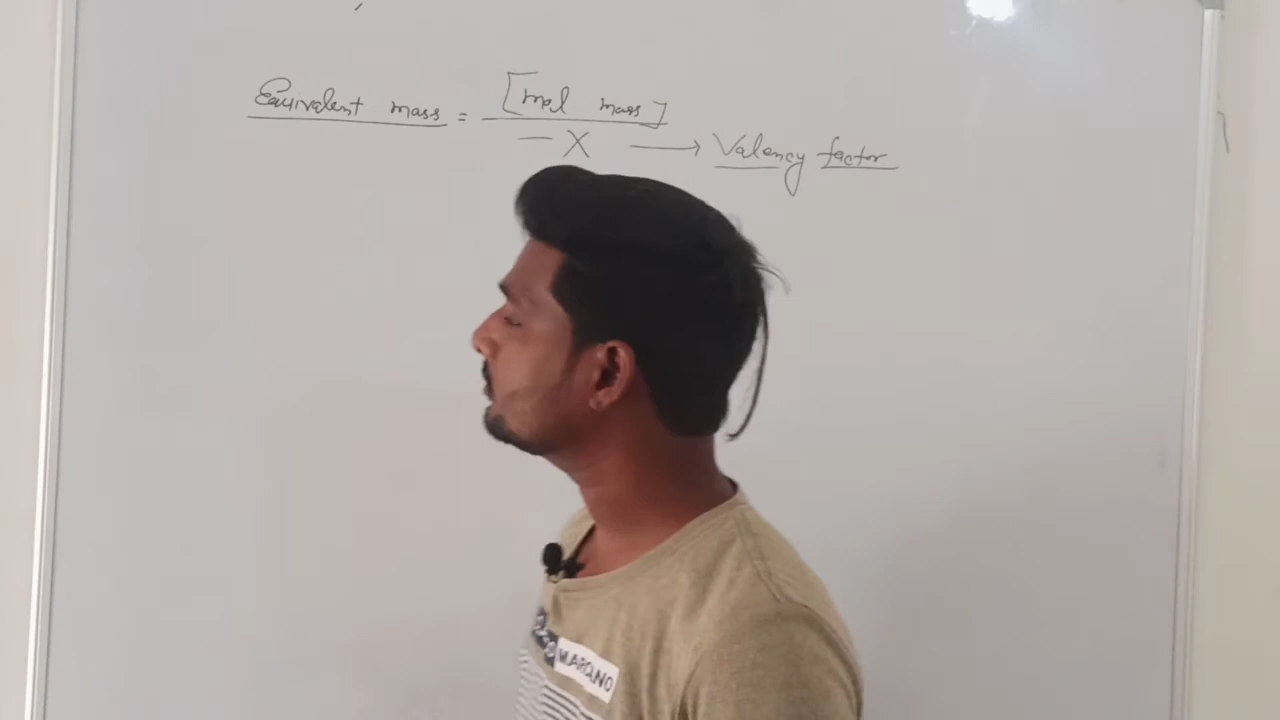 Equivalent mass = [mol mass]
— X → Valency factor
MARCANO